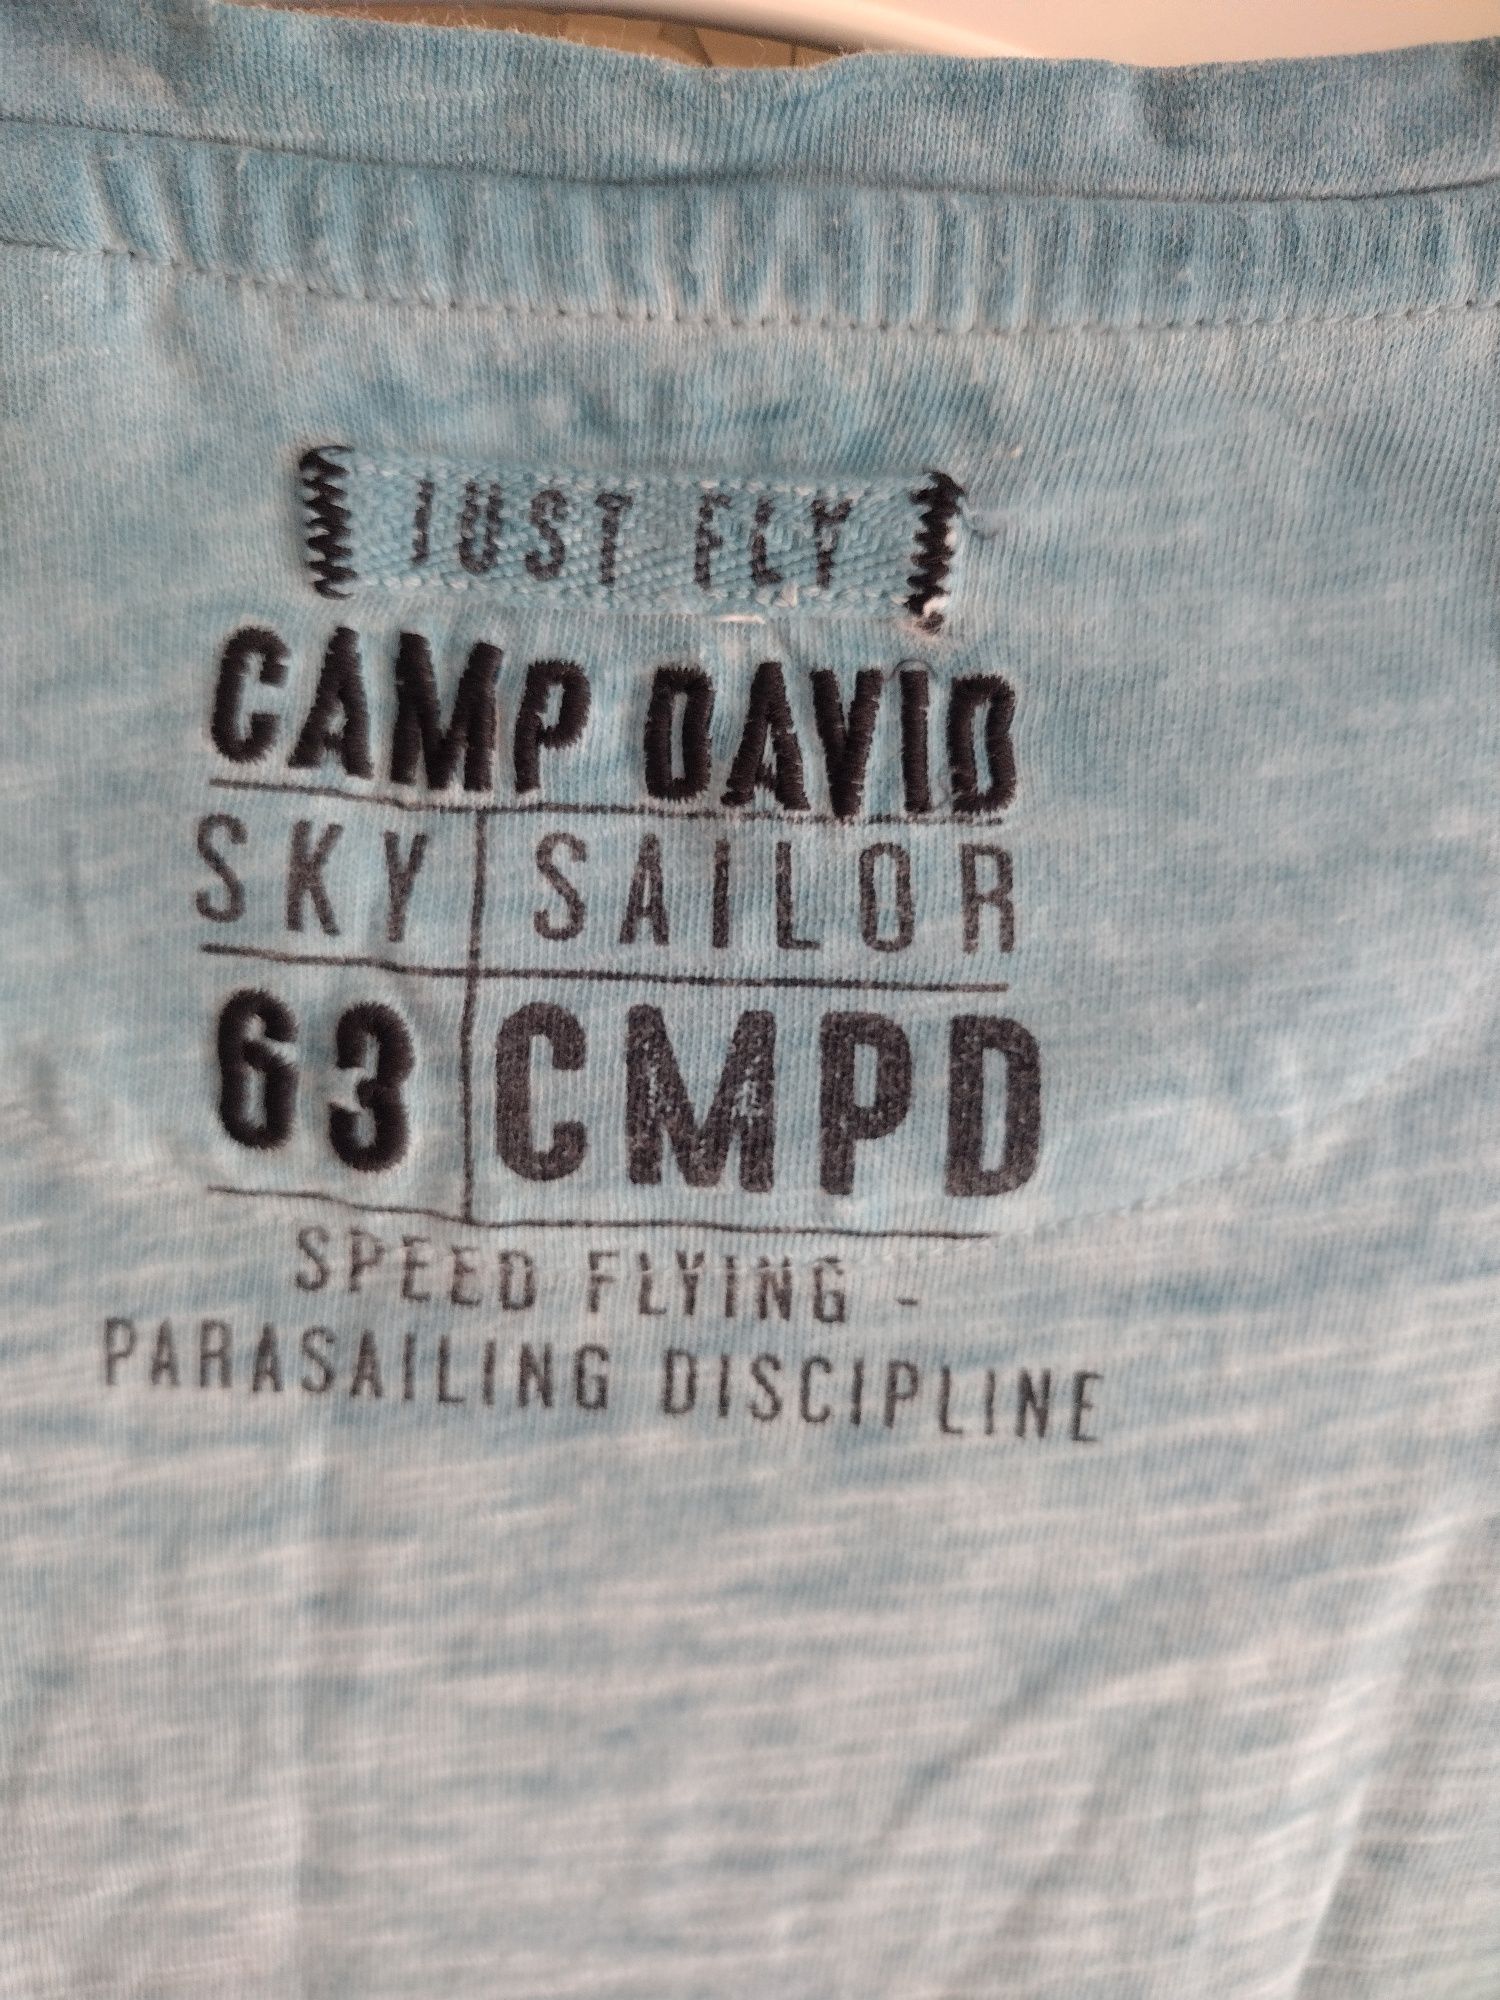 JUST FLY
CAMP DAVID
SKY SAILOR
63 CMPD
SPEED FLYING -
PARASAILING DISCIPLINE